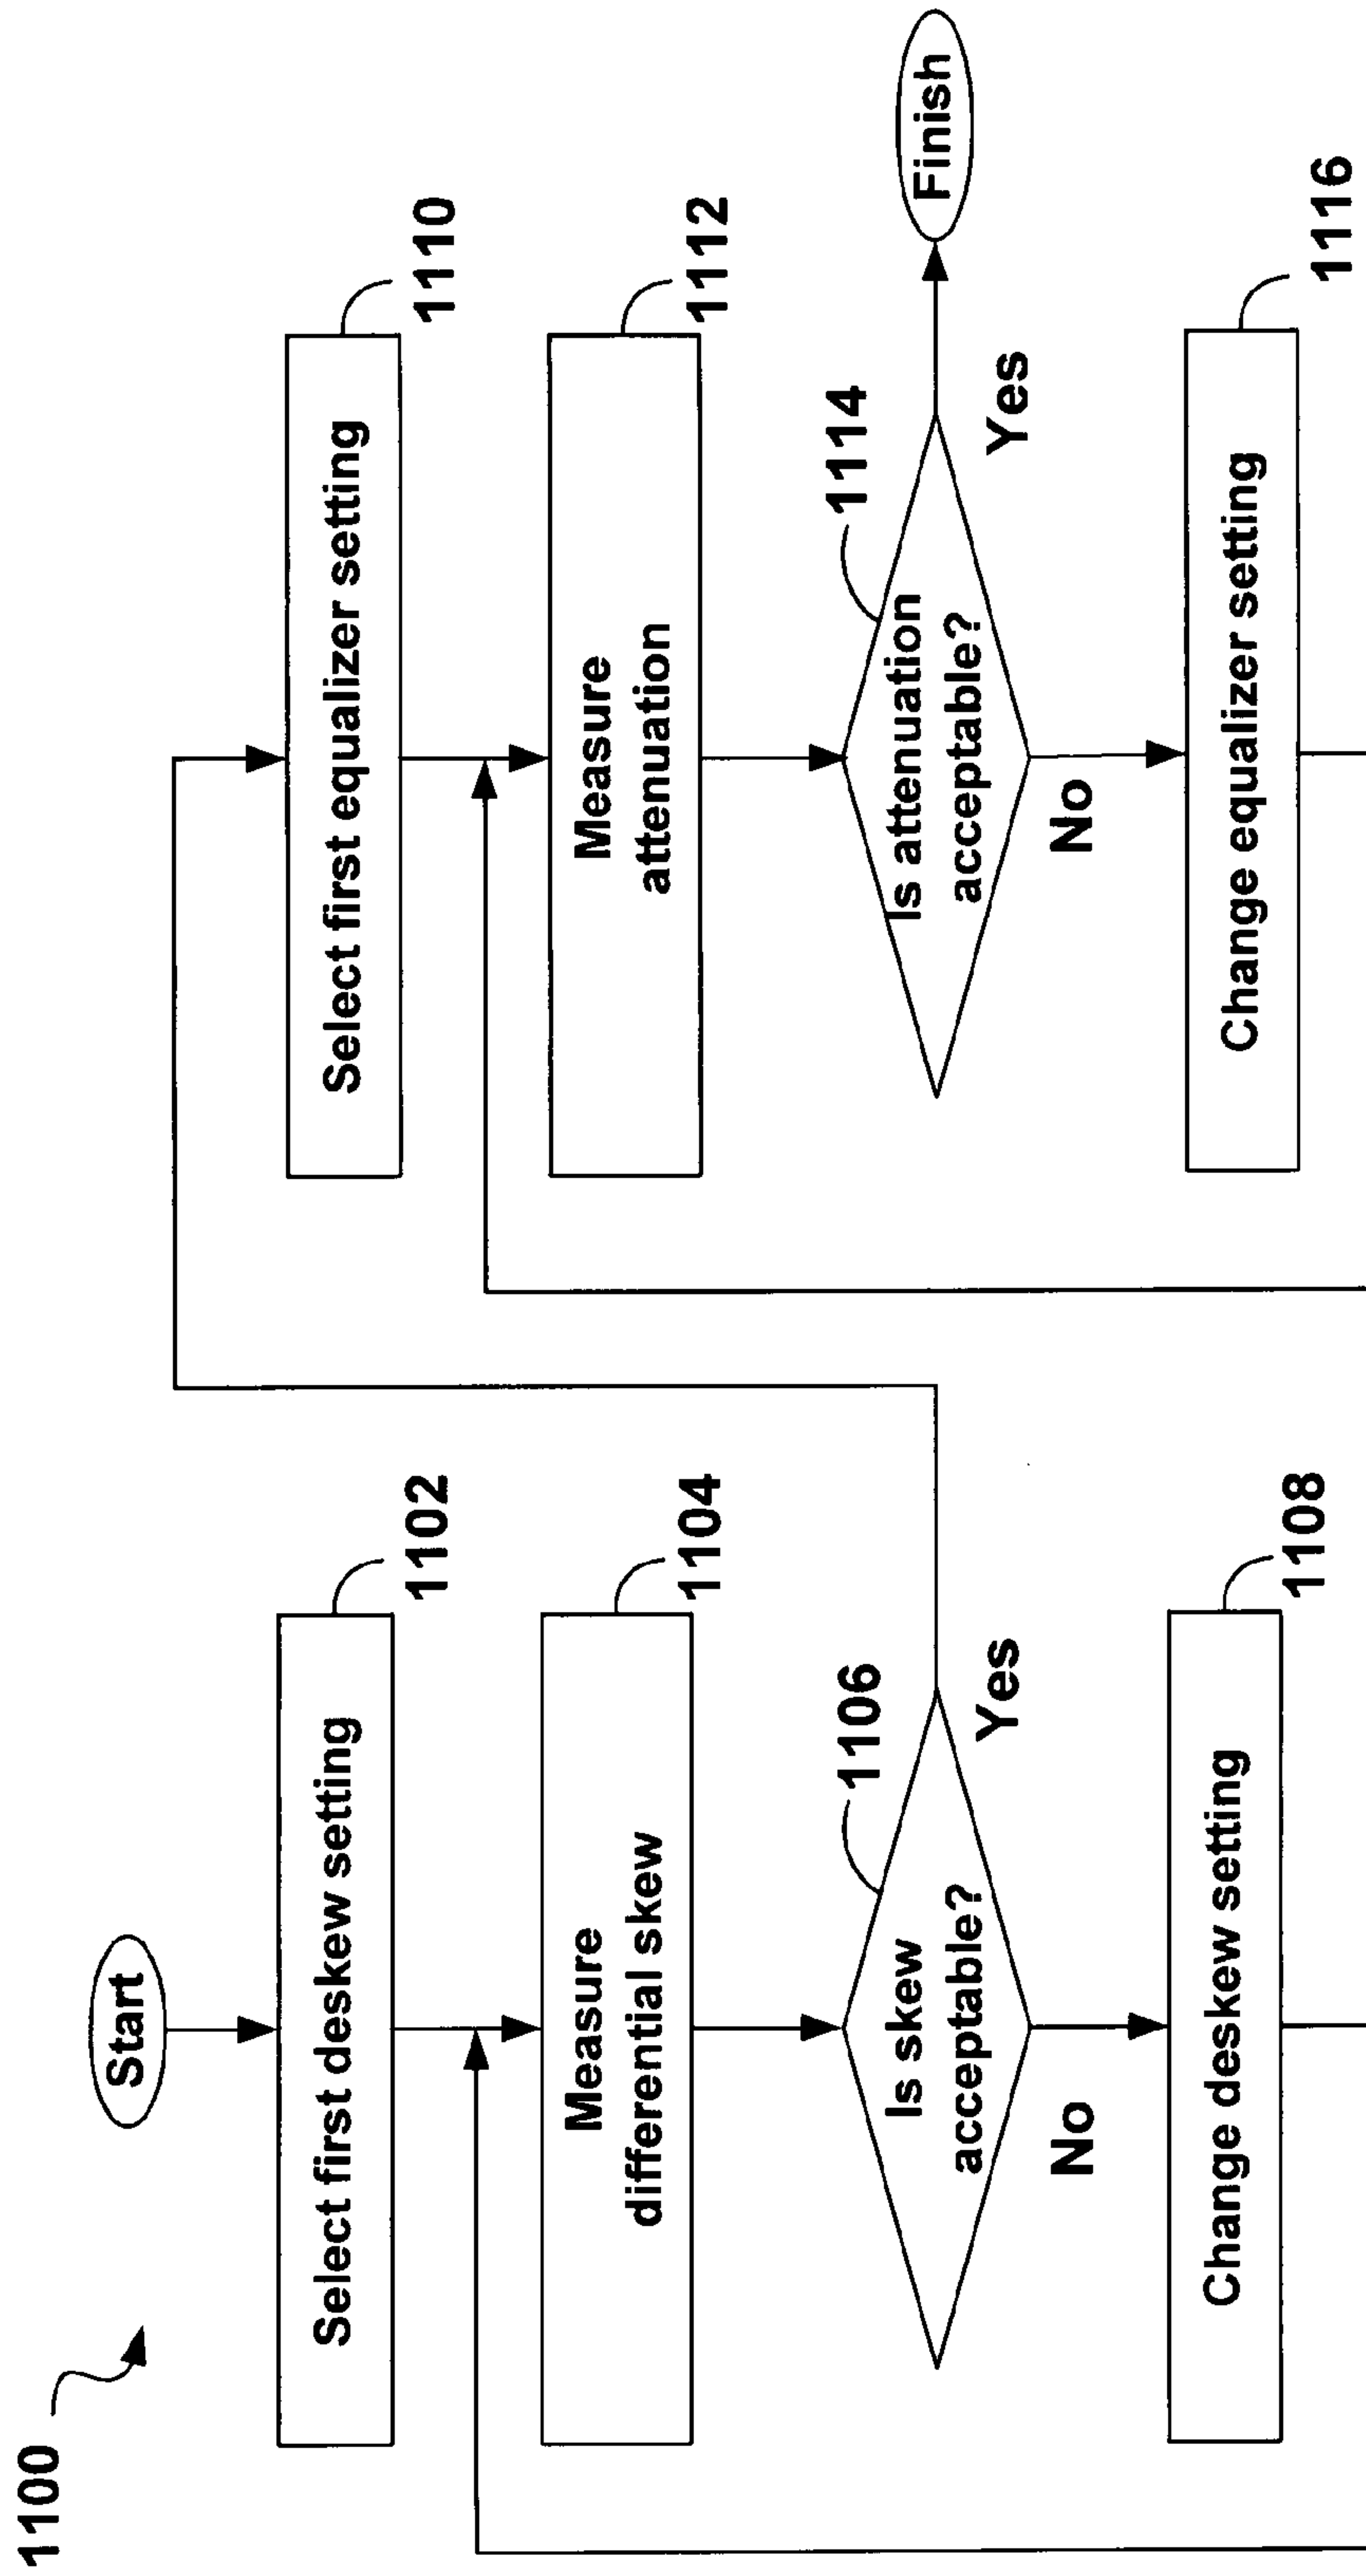 1100
Start
Select first deskew setting
1102
Measure
differential skew
1104
Is skew
acceptable?
1106
Yes
No
Change deskew setting
1108
Select first equalizer setting
1110
Measure
attenuation
1112
Is attenuation
acceptable?
1114
Yes
Finish
No
Change equalizer setting
1116